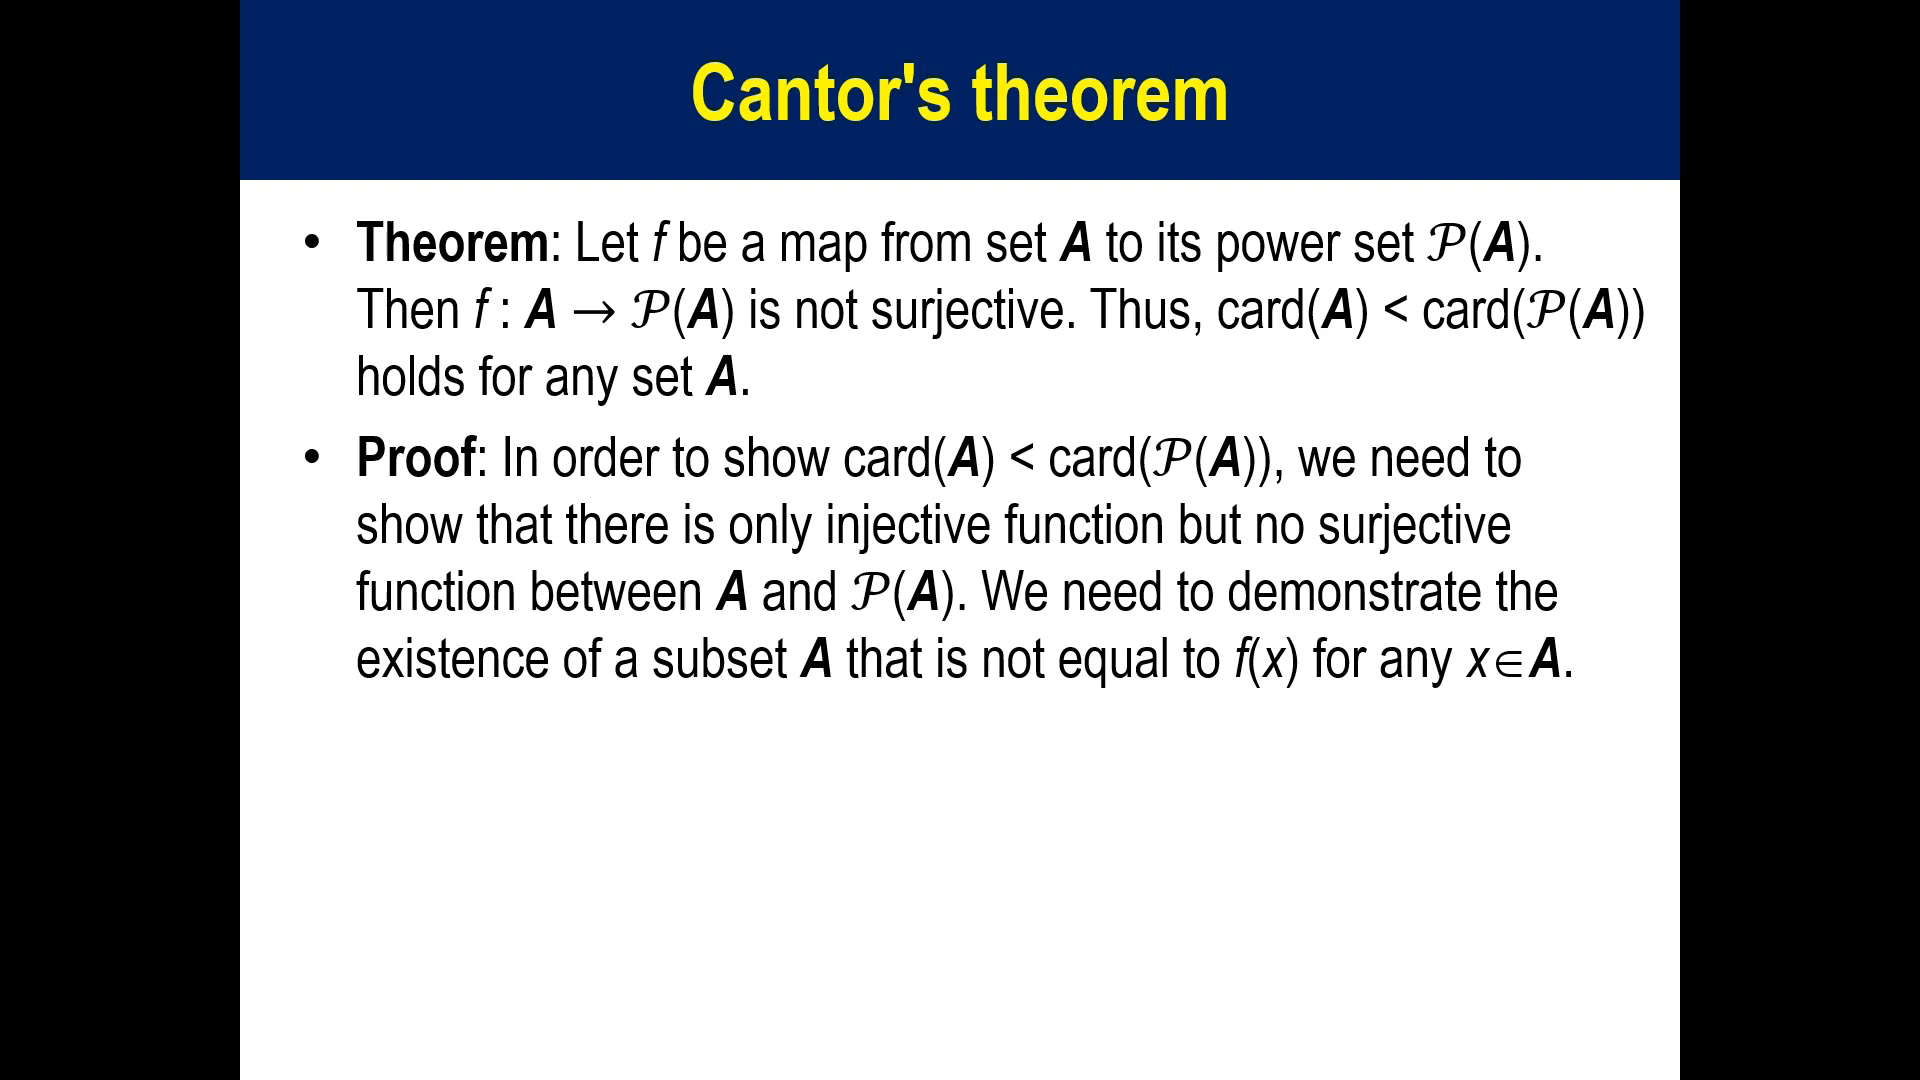 Cantor's theorem
• Theorem: Let f be a map from set A to its power set 𝒫(A).
Then f : A → 𝒫(A) is not surjective. Thus, card(A) < card(𝒫(A))
holds for any set A.
• Proof: In order to show card(A) < card(𝒫(A)), we need to
show that there is only injective function but no surjective
function between A and 𝒫(A). We need to demonstrate the
existence of a subset A that is not equal to f(x) for any x∈A.